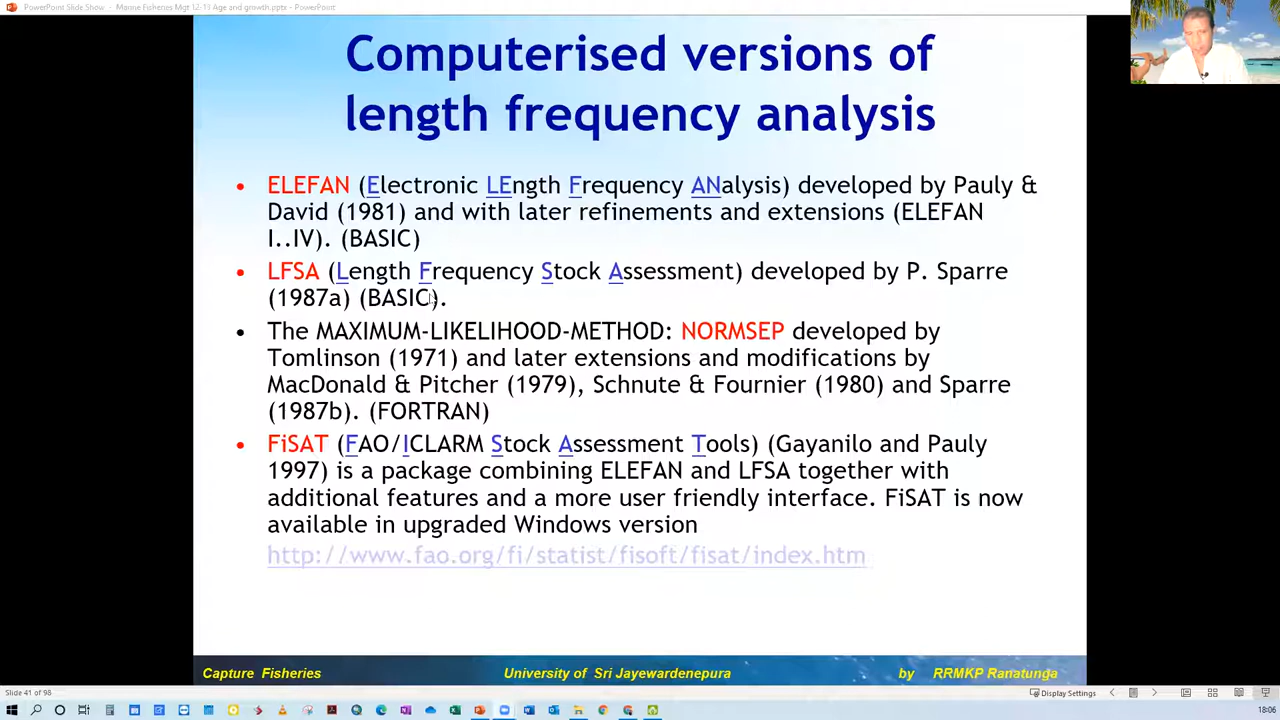 PowerPoint Slide Show - Marine Fisheries Mgt 12-13 Age and growth.pptx - PowerPoint
Computerised versions of
length frequency analysis
• ELEFAN (Electronic LEngth Frequency ANalysis) developed by Pauly &
David (1981) and with later refinements and extensions (ELEFAN
I..IV). (BASIC)
• LFSA (Length Frequency Stock Assessment) developed by P. Sparre
(1987a) (BASIC).
• The MAXIMUM-LIKELIHOOD-METHOD: NORMSEP developed by
Tomlinson (1971) and later extensions and modifications by
MacDonald & Pitcher (1979), Schnute & Fournier (1980) and Sparre
(1987b). (FORTRAN)
• FiSAT (FAO/ICLARM Stock Assessment Tools) (Gayanilo and Pauly
1997) is a package combining ELEFAN and LFSA together with
additional features and a more user friendly interface. FiSAT is now
available in upgraded Windows version
http://www.fao.org/fi/statist/fisoft/fisat/index.htm
Capture Fisheries University of Sri Jayewardenepura by RRMKP Ranatunga
Slide 41 of 98 Display Settings
18:06